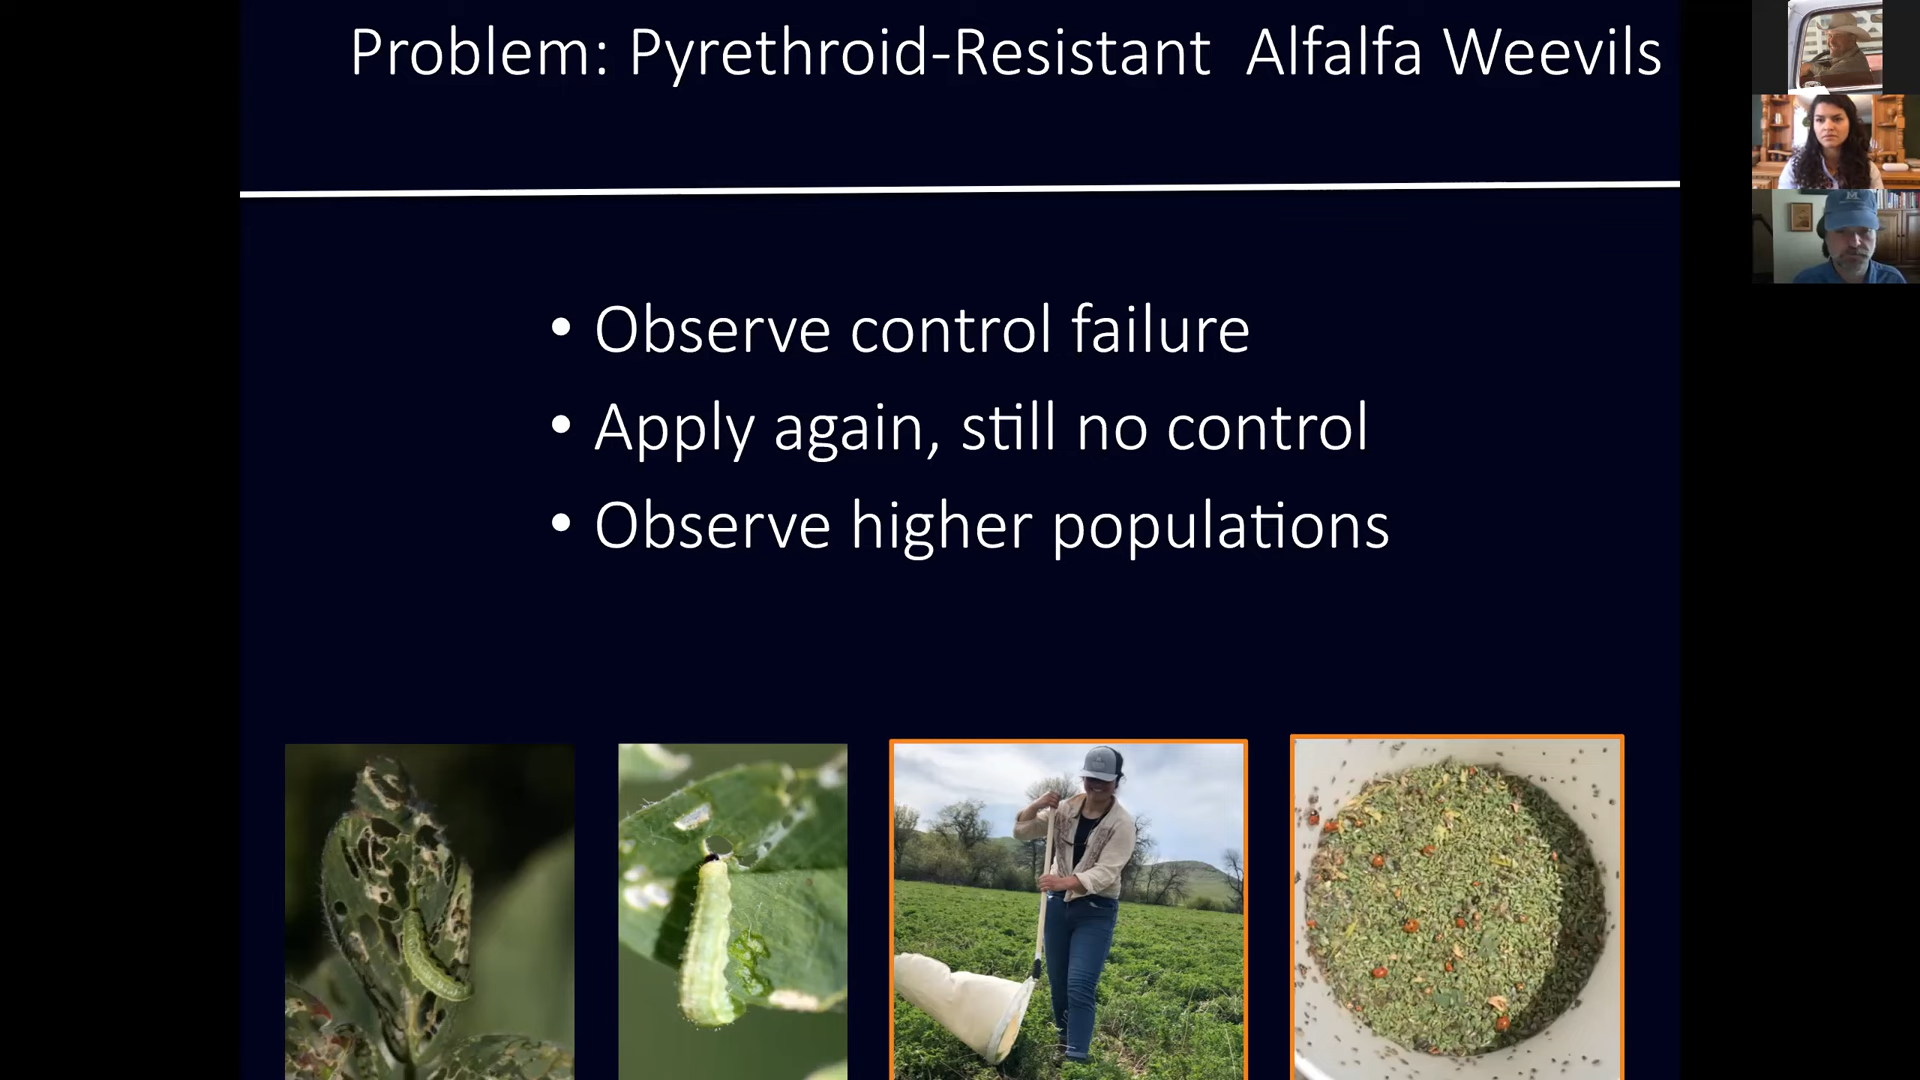 Problem: Pyrethroid-Resistant Alfalfa Weevils
• Observe control failure
• Apply again, still no control
• Observe higher populations
M